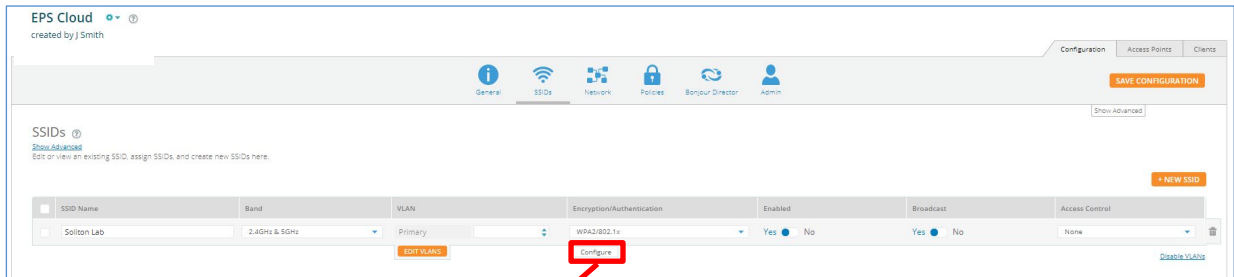 EPS Cloud
created by J Smith
Configuration Access Points Clients
General SSIDs Network Policies Bonjour Director Admin
SAVE CONFIGURATION
Show Advanced
SSIDs
Show Advanced
Edit or view an existing SSID, assign SSIDs, and create new SSIDs here.
+ NEW SSID
SSID Name Band VLAN Encryption/Authentication Enabled Broadcast Access Control
Soliton Lab 2.4GHz & 5GHz Primary WPA2/802.1x Yes No Yes No None
EDIT VLANS Configure Disable VLANs